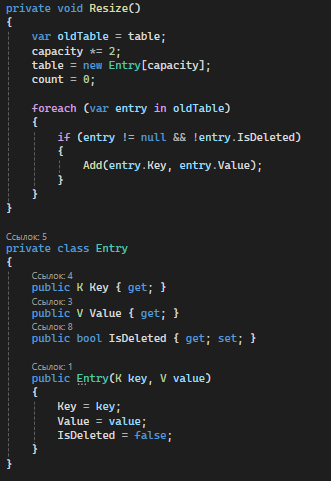 private void Resize()
{
var oldTable = table;
capacity *= 2;
table = new Entry[capacity];
count = 0;
foreach (var entry in oldTable)
{
if (entry != null && !entry.IsDeleted)
{
Add(entry.Key, entry.Value);
}
}
}
Ссылок: 5
private class Entry
{
Ссылок: 4
public K Key { get; }
Ссылок: 3
public V Value { get; }
Ссылок: 8
public bool IsDeleted { get; set; }
Ссылок: 1
public Entry(K key, V value)
{
Key = key;
Value = value;
IsDeleted = false;
}
}